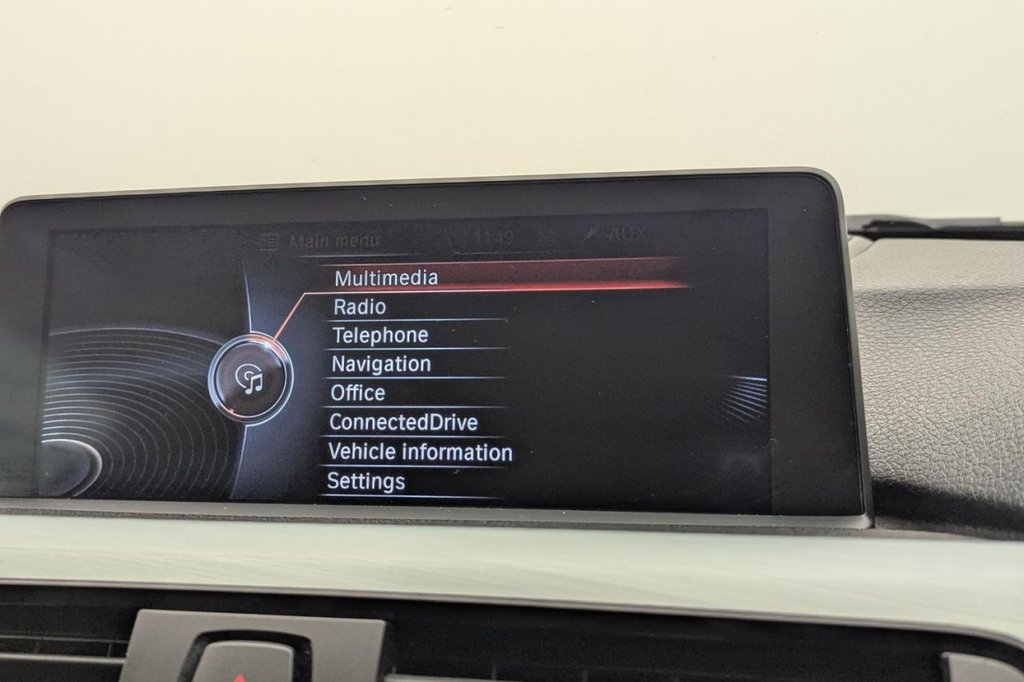 Main menu 11:49 AUX
Multimedia
Radio
Telephone
Navigation
Office
ConnectedDrive
Vehicle information
Settings